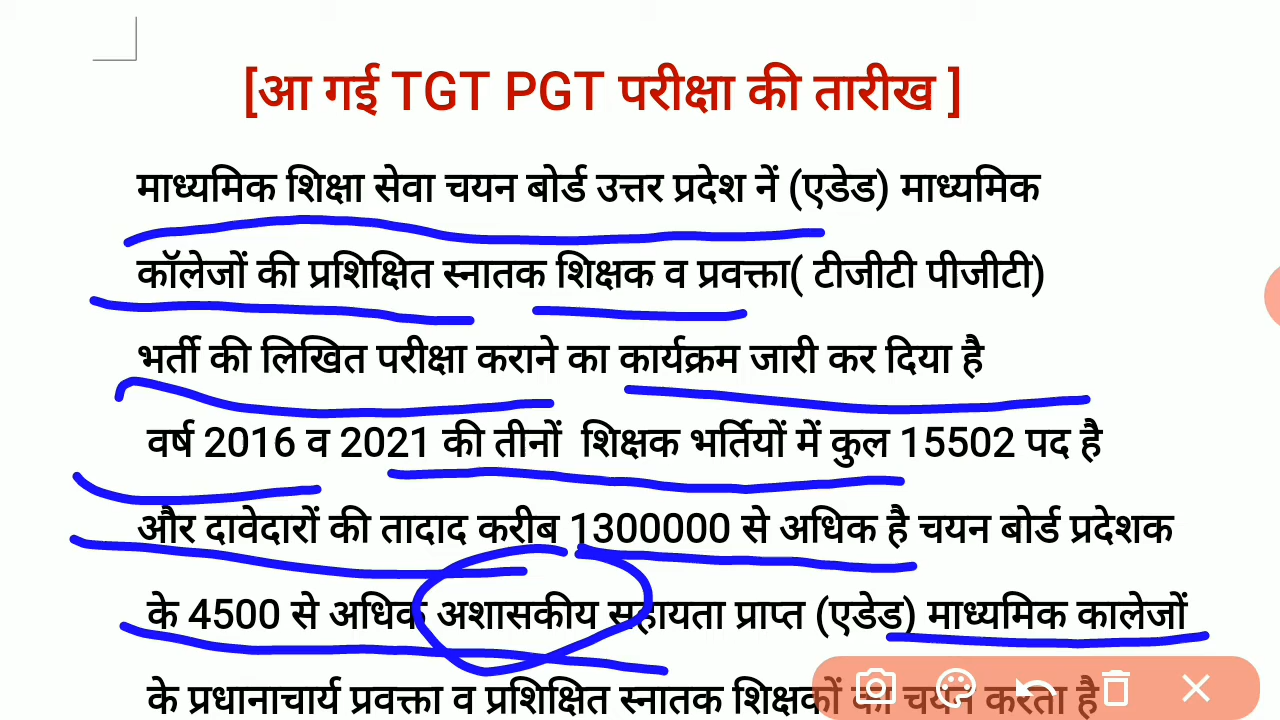 [आ गई TGT PGT परीक्षा की तारीख ]
माध्यमिक शिक्षा सेवा चयन बोर्ड उत्तर प्रदेश नें (एडेड) माध्यमिक
कॉलेजों की प्रशिक्षित स्नातक शिक्षक व प्रवक्ता( टीजीटी पीजीटी)
भर्ती की लिखित परीक्षा कराने का कार्यक्रम जारी कर दिया है
वर्ष 2016 व 2021 की तीनों शिक्षक भर्तियों में कुल 15502 पद है
और दावेदारों की तादाद करीब 1300000 से अधिक है चयन बोर्ड प्रदेशक
के 4500 से अधिक अशासकीय सहायता प्राप्त (एडेड) माध्यमिक कालेजों
के प्रधानाचार्य प्रवक्ता व प्रशिक्षित स्नातक शिक्षकों का चयन करता है